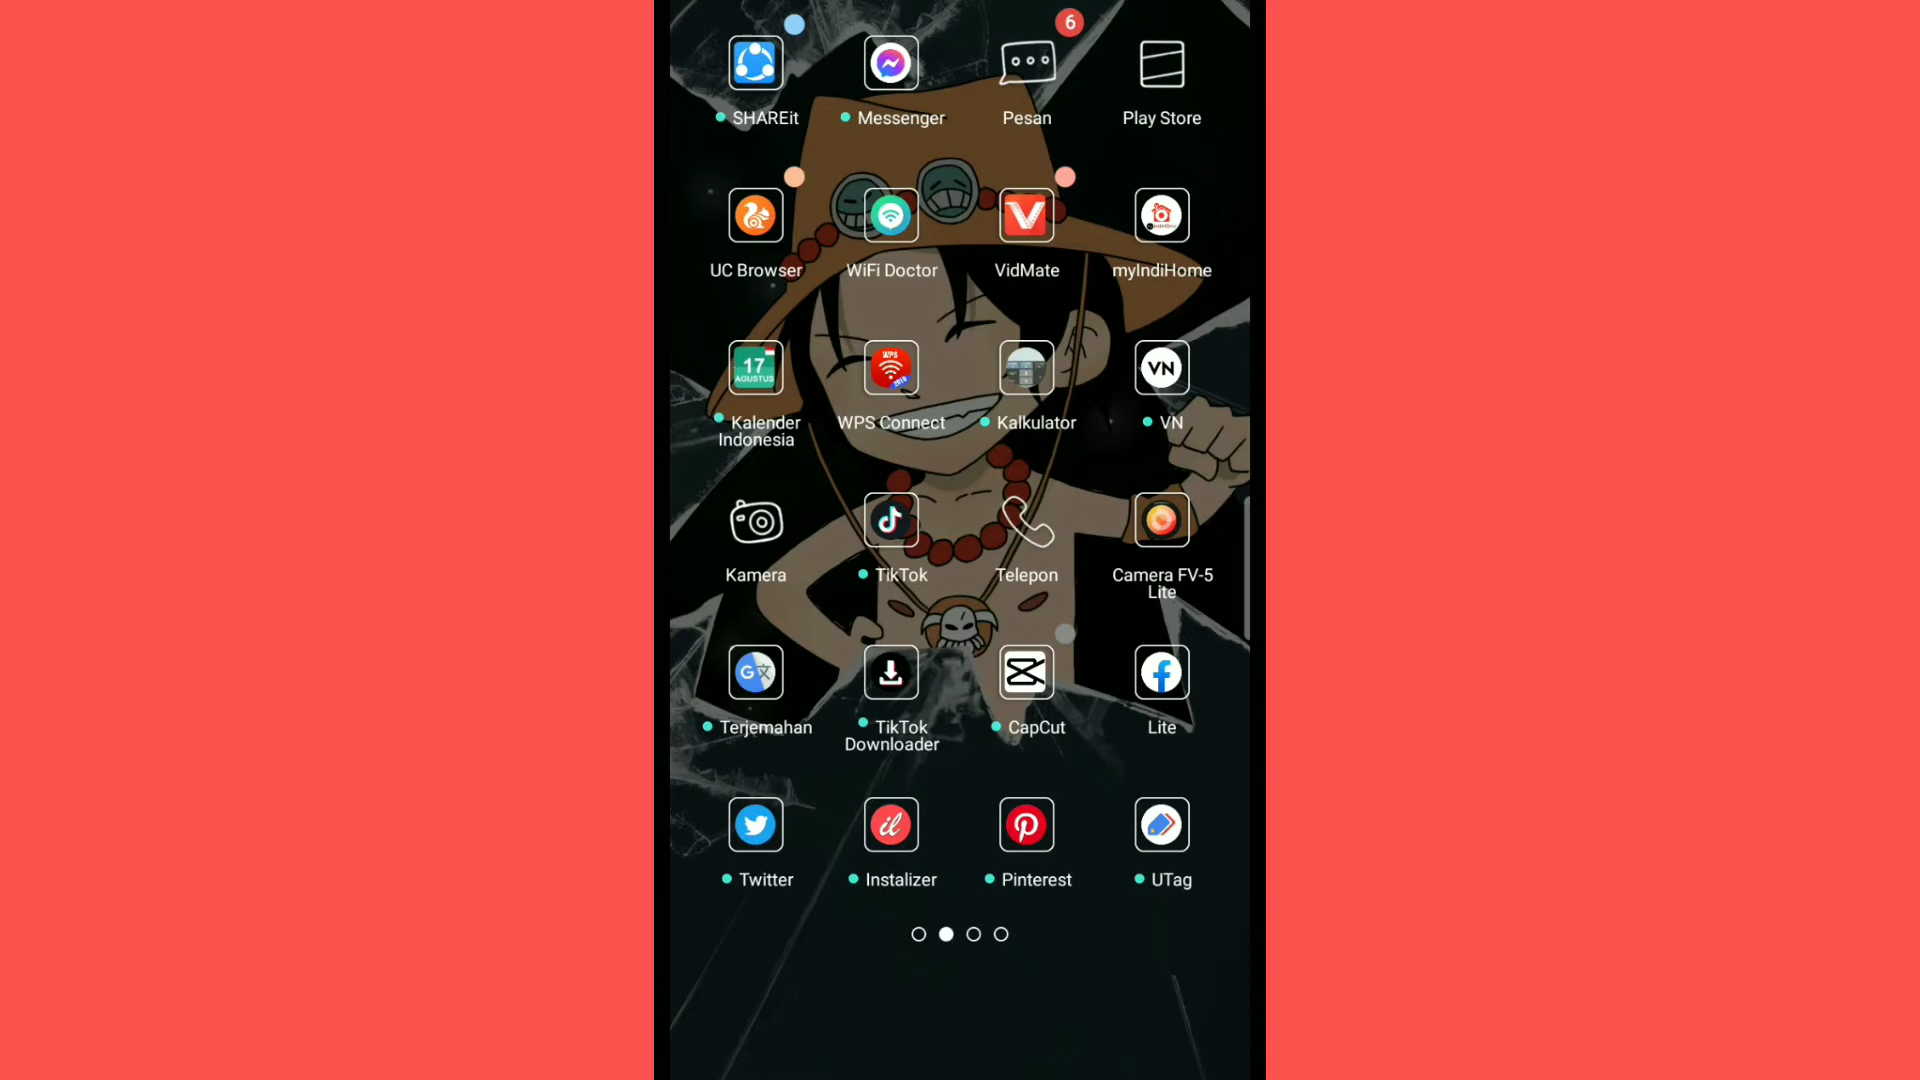 6
SHAREit
Messenger
Pesan
Play Store
UC Browser
WiFi Doctor
VidMate
myIndiHome
17
AGUSTUS
WPS
VN
Kalender
Indonesia
WPS Connect
Kalkulator
VN
Kamera
TikTok
Telepon
Camera FV-5
Lite
G
Terjemahan
TikTok
Downloader
CapCut
Lite
il
Twitter
Instalizer
Pinterest
UTag